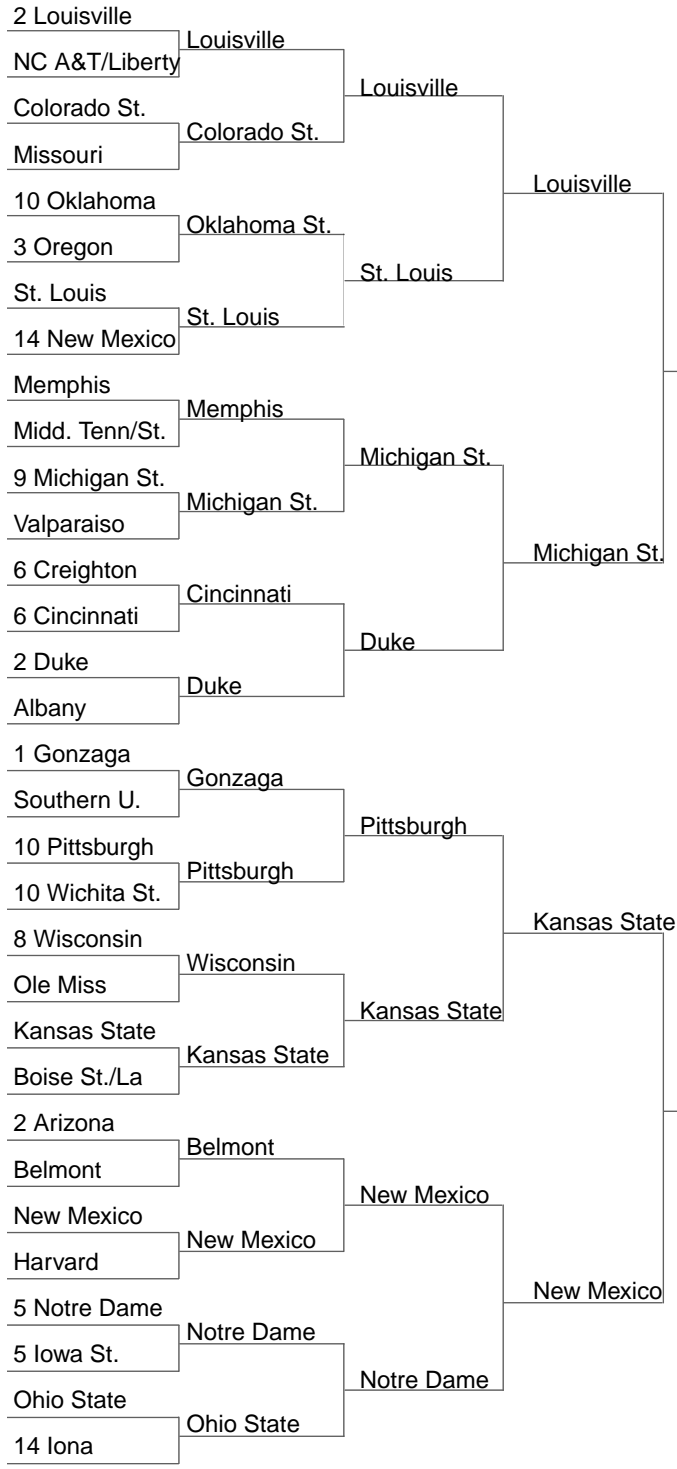 2 Louisville
NC A&T/Liberty
Colorado St.
Missouri
10 Oklahoma
3 Oregon
St. Louis
14 New Mexico
Memphis
Midd. Tenn/St.
9 Michigan St.
Valparaiso
6 Creighton
6 Cincinnati
2 Duke
Albany
1 Gonzaga
Southern U.
10 Pittsburgh
10 Wichita St.
8 Wisconsin
Ole Miss
Kansas State
Boise St./La
2 Arizona
Belmont
New Mexico
Harvard
5 Notre Dame
5 Iowa St.
Ohio State
14 Iona
Louisville
Colorado St.
Oklahoma St.
St. Louis
Memphis
Michigan St.
Cincinnati
Duke
Gonzaga
Pittsburgh
Wisconsin
Kansas State
Belmont
New Mexico
Notre Dame
Ohio State
Louisville
St. Louis
Michigan St.
Duke
Pittsburgh
Kansas State
New Mexico
Notre Dame
Louisville
Michigan St.
Kansas State
New Mexico